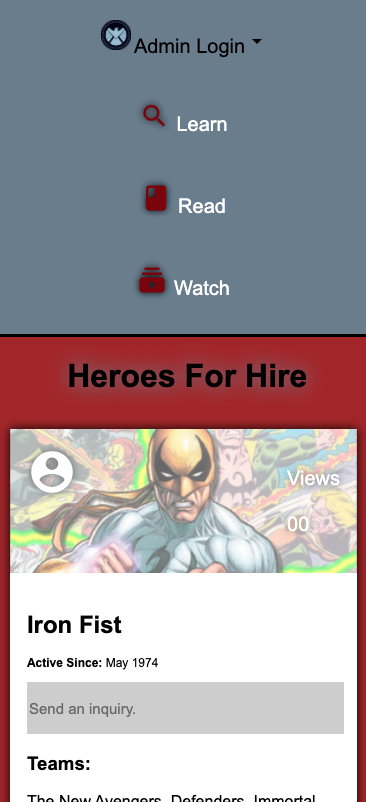 Admin Login
Learn
Read
Watch
Heroes For Hire
Views
00
Iron Fist
Active Since: May 1974
Send an inquiry.
Teams:
The New Avengers, Defenders, Immortal